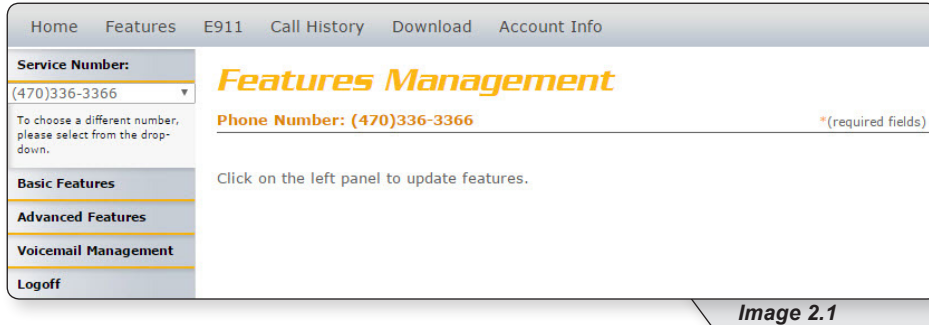 Home Features E911 Call History Download Account Info
Service Number:
(470)336-3366
To choose a different number,
please select from the drop-
down.
Basic Features
Advanced Features
Voicemail Management
Logoff
Features Management
Phone Number: (470)336-3366 *(required fields)
Click on the left panel to update features.
Image 2.1